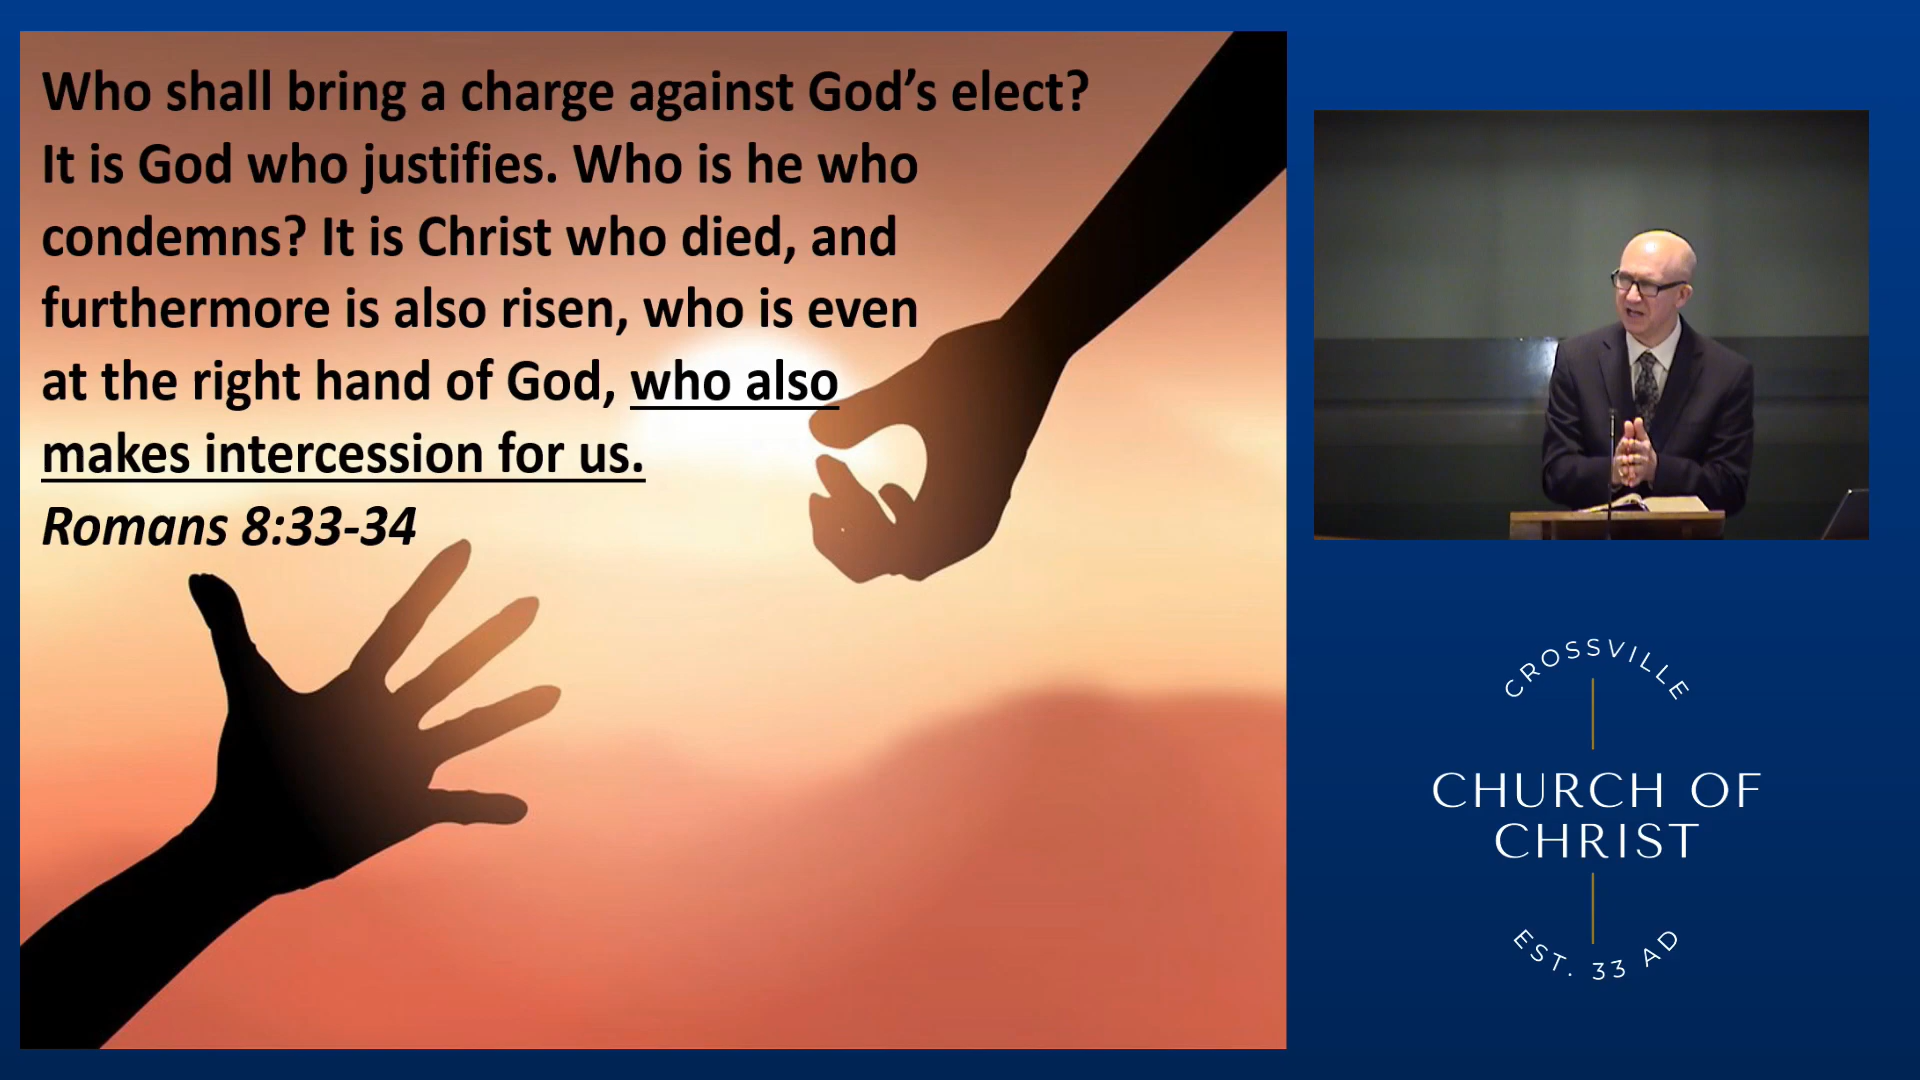 Who shall bring a charge against God’s elect?
It is God who justifies. Who is he who
condemns? It is Christ who died, and
furthermore is also risen, who is even
at the right hand of God, who also
makes intercession for us.
Romans 8:33-34
CROSSVILLE
CHURCH OF
CHRIST
EST. 33 AD